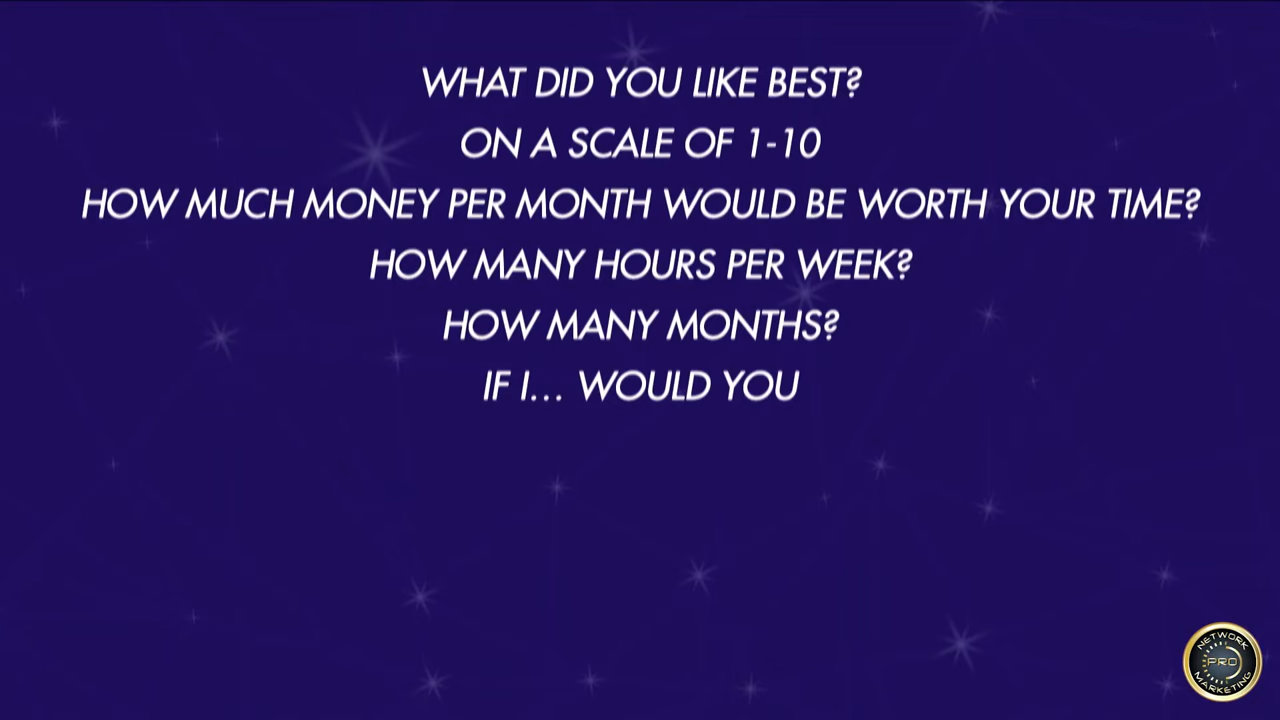 WHAT DID YOU LIKE BEST?
ON A SCALE OF 1-10
HOW MUCH MONEY PER MONTH WOULD BE WORTH YOUR TIME?
HOW MANY HOURS PER WEEK?
HOW MANY MONTHS?
IF I... WOULD YOU
NETWORK
PRO
MARKETING